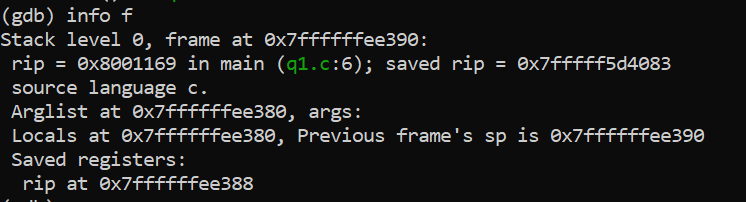 (gdb) info f
Stack level 0, frame at 0x7ffffffee390:
 rip = 0x8001169 in main (q1.c:6); saved rip = 0x7fffff5d4083
 source language c.
 Arglist at 0x7ffffffee380, args:
 Locals at 0x7ffffffee380, Previous frame's sp is 0x7ffffffee390
 Saved registers:
  rip at 0x7ffffffee388